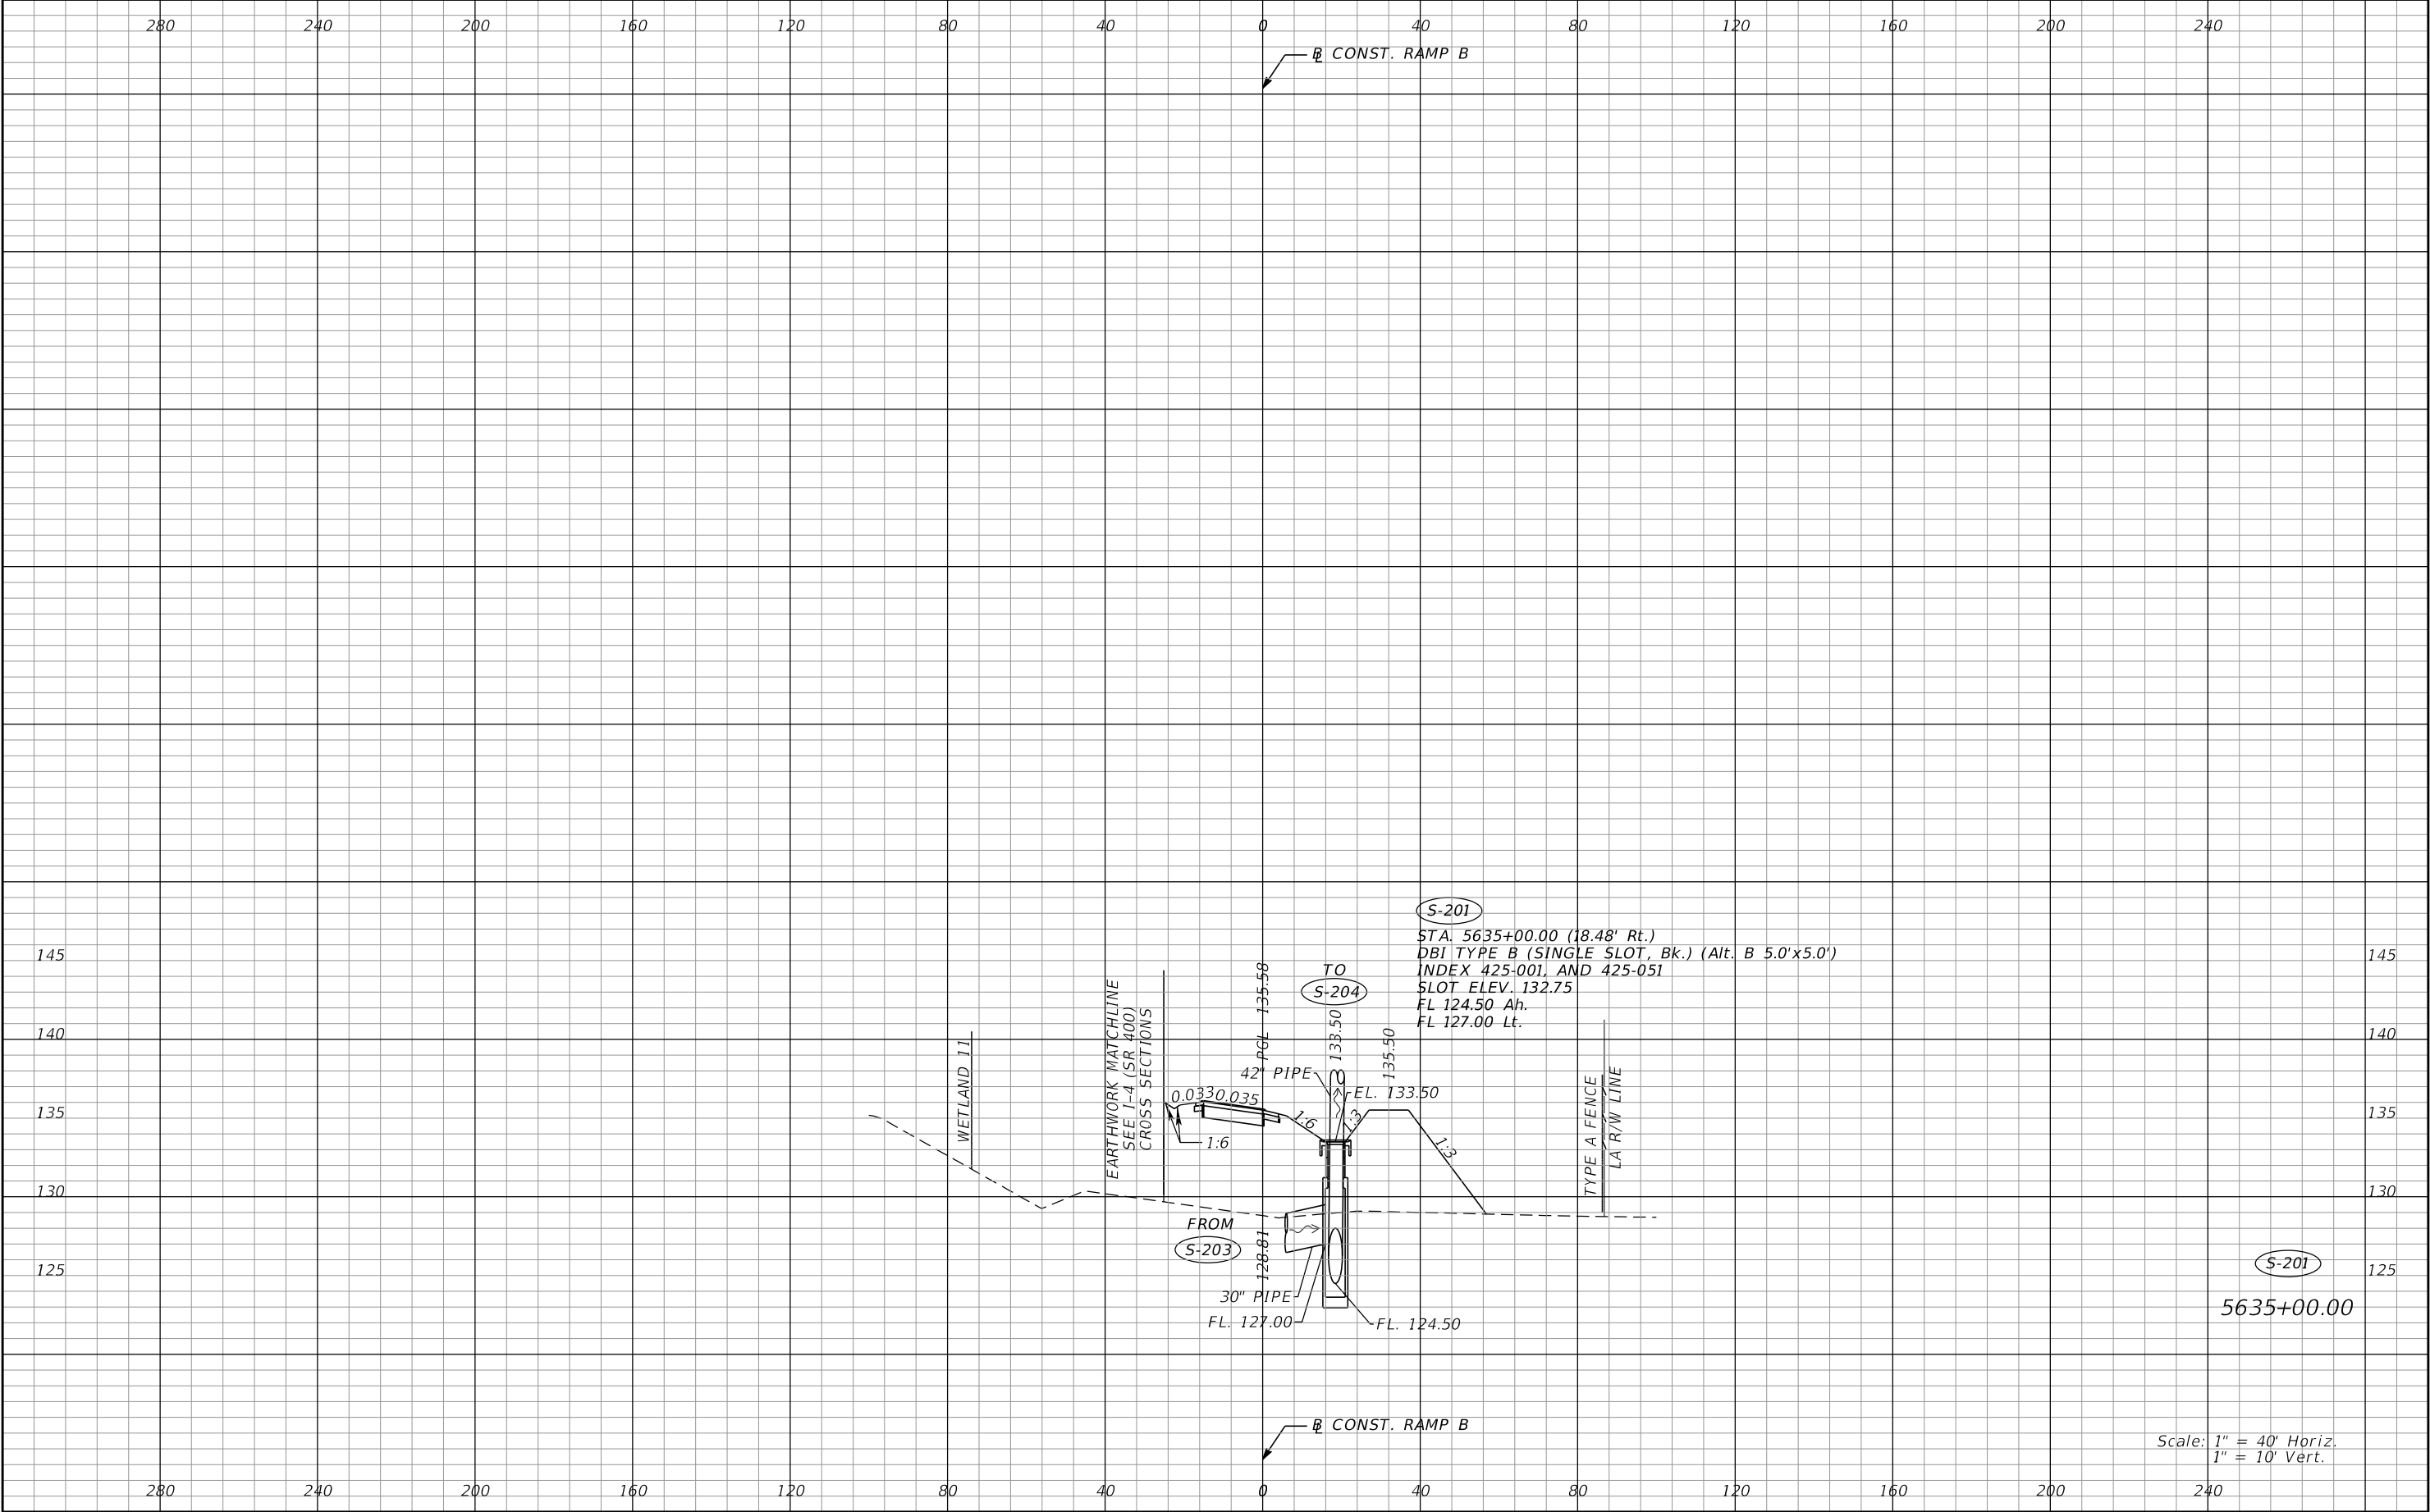 280 240 200 160 120 80 40 0 40 80 120 160 200 240
℄ CONST. RAMP B
S-201
STA. 5635+00.00 (18.48' Rt.)
DBI TYPE B (SINGLE SLOT, Bk.) (Alt. B 5.0'x5.0')
INDEX 425-001, AND 425-051
SLOT ELEV. 132.75
FL 124.50 Ah.
FL 127.00 Lt.
145 145
TO
S-204
PGL 135.58
133.50
135.50
140 140
WETLAND 11
EARTHWORK MATCHLINE
SEE I-4 (SR 400)
CROSS SECTIONS
42" PIPE
EL. 133.50
0.033
0.035
135 135
1:6
1:3
1:6
1:3
TYPE A FENCE
LA R/W LINE
130 130
FROM
S-203
128.81
125 125
30" PIPE
FL. 127.00
FL. 124.50
S-201
5635+00.00
℄ CONST. RAMP B
Scale: 1" = 40' Horiz.
1" = 10' Vert.
280 240 200 160 120 80 40 0 40 80 120 160 200 240